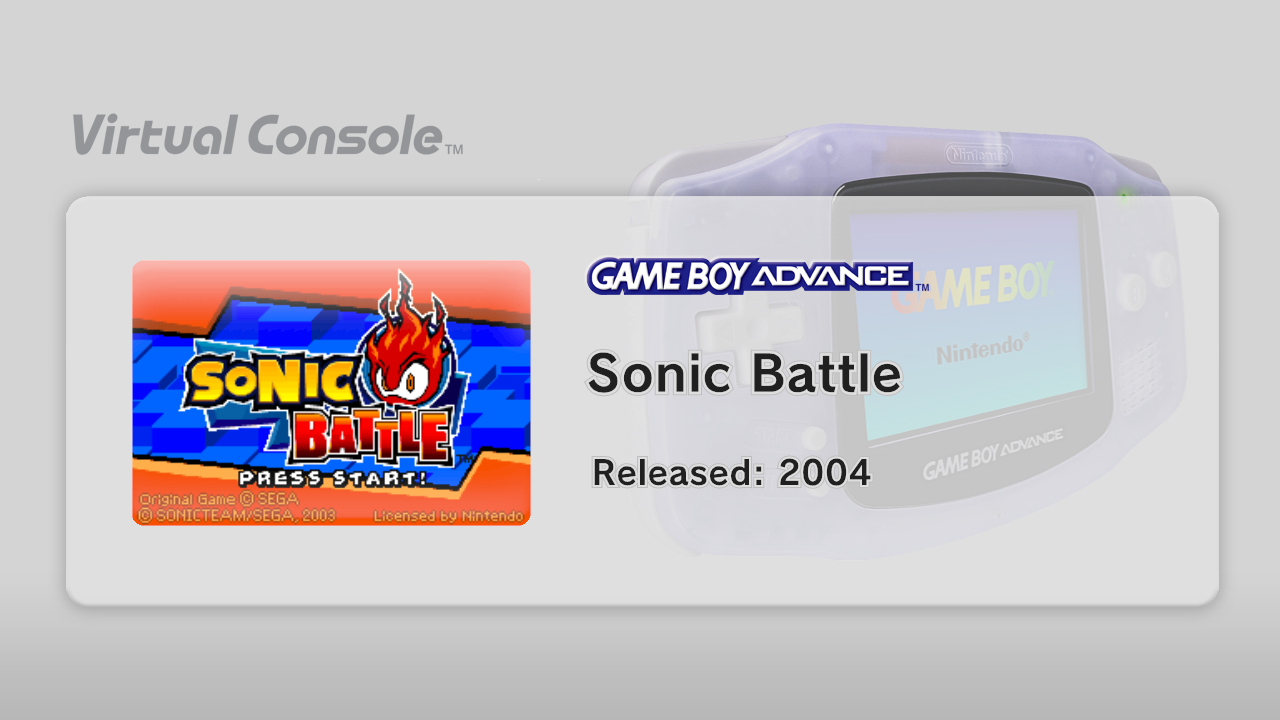 Virtual Console™
Nintendo
GAME BOY ADVANCE™
GAME BOY
Nintendo®
GAME BOY ADVANCE
SONIC
BATTLE™
PRESS START!
Original Game © SEGA
© SONICTEAM/SEGA, 2003 Licensed by Nintendo
Sonic Battle
Released: 2004